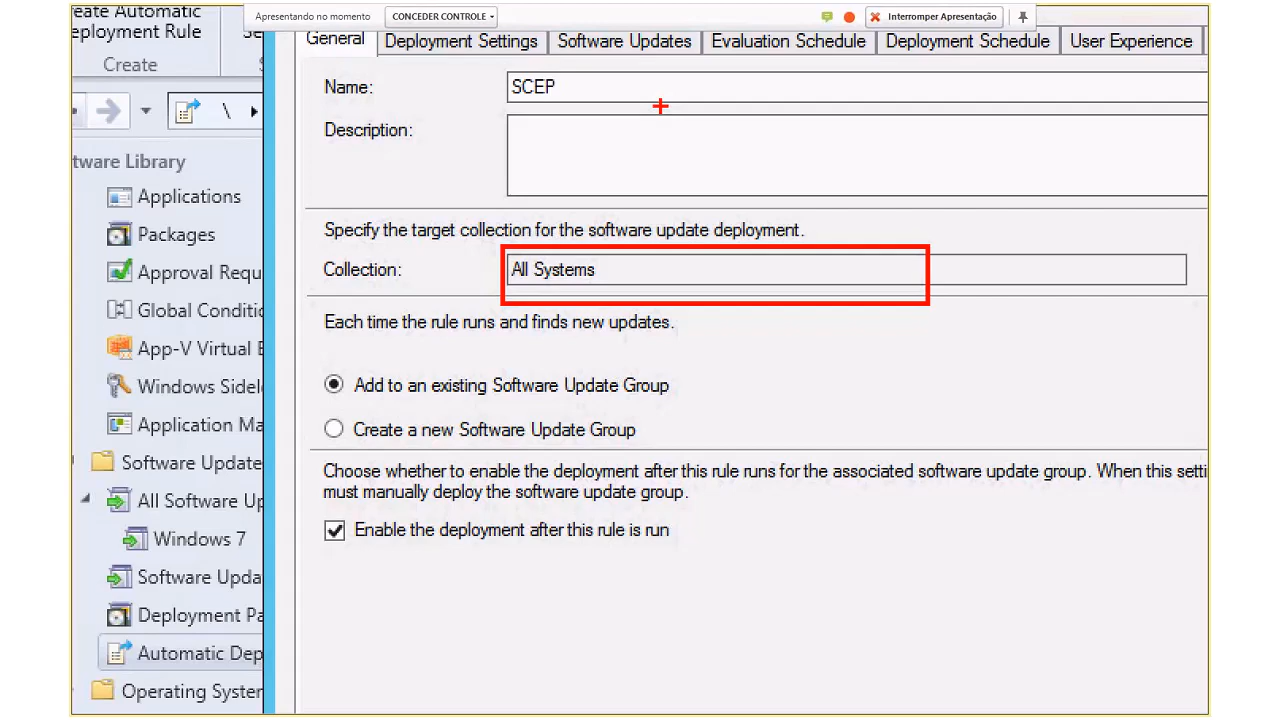 Apresentando no momento
CONCEDER CONTROLE
Interromper Apresentação
reate Automatic
eployment Rule
Create
\
tware Library
Applications
Packages
Approval Requ
Global Conditic
App-V Virtual E
Windows Sidel
Application Ma
Software Update
All Software Up
Windows 7
Software Upda
Deployment Pa
Automatic Dep
Operating System
General
Deployment Settings
Software Updates
Evaluation Schedule
Deployment Schedule
User Experience
Name:
SCEP
Description:
Specify the target collection for the software update deployment.
Collection:
All Systems
Each time the rule runs and finds new updates.
Add to an existing Software Update Group
Create a new Software Update Group
Choose whether to enable the deployment after this rule runs for the associated software update group. When this setti
must manually deploy the software update group.
Enable the deployment after this rule is run